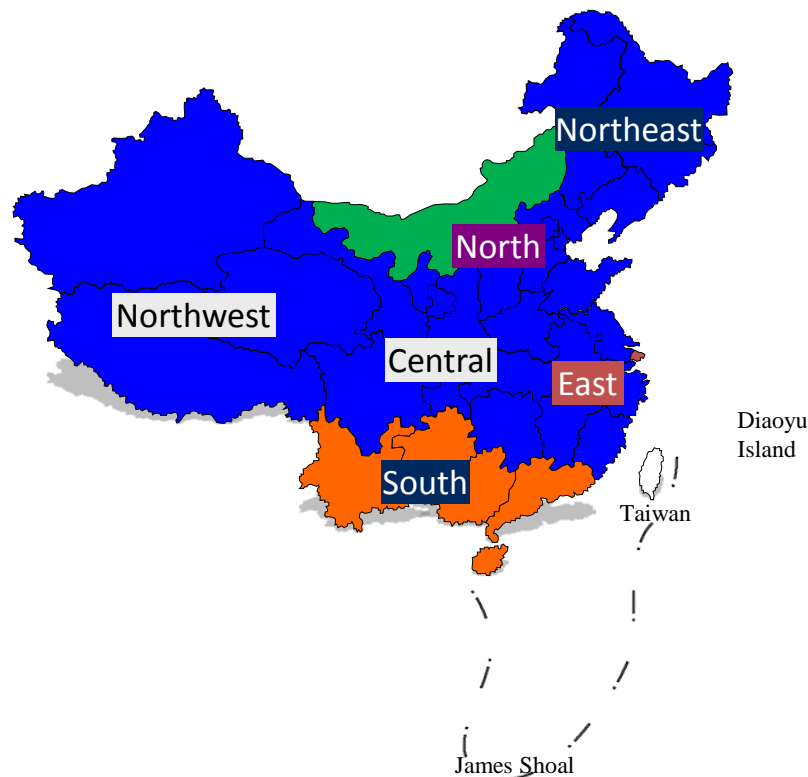 Northeast
North
Northwest
Central
East
Diaoyu
Island
South
Taiwan
James Shoal